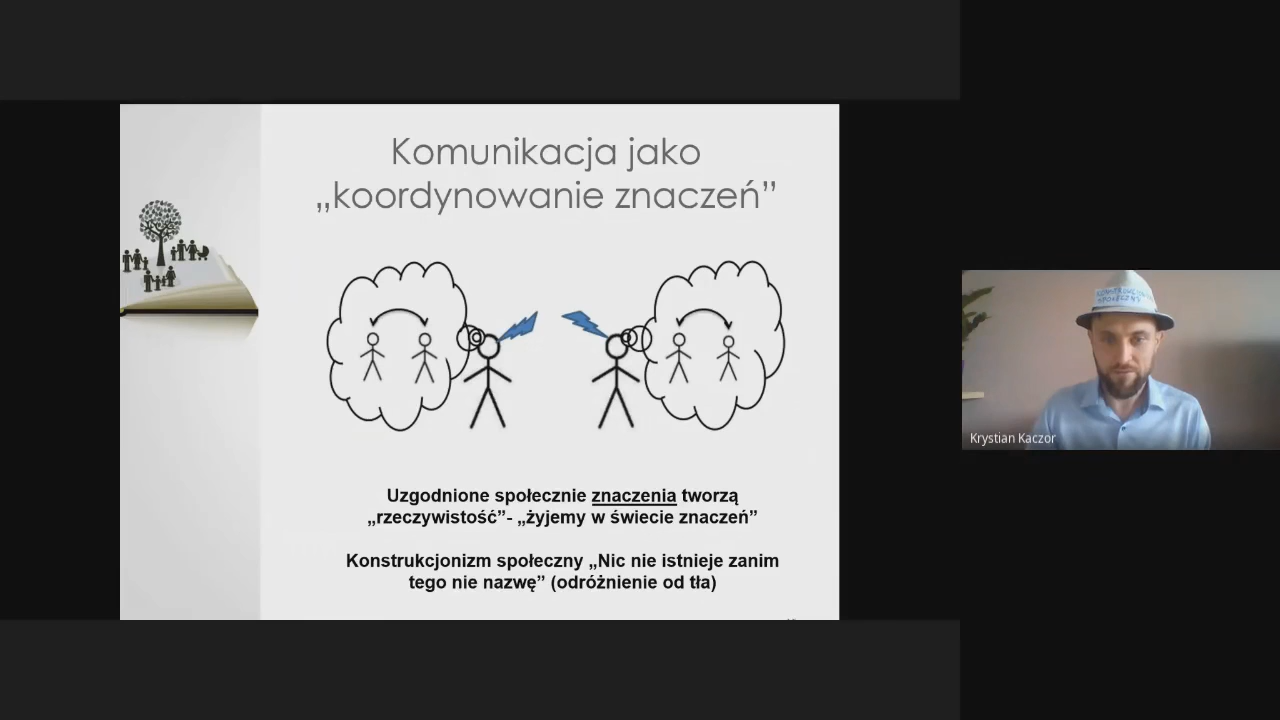 Komunikacja jako
„koordynowanie znaczeń”
Uzgodnione społecznie znaczenia tworzą
„rzeczywistość”- „żyjemy w świecie znaczeń”
Konstrukcjonizm społeczny „Nic nie istnieje zanim
tego nie nazwę” (odróżnienie od tła)
Krystian Kaczor